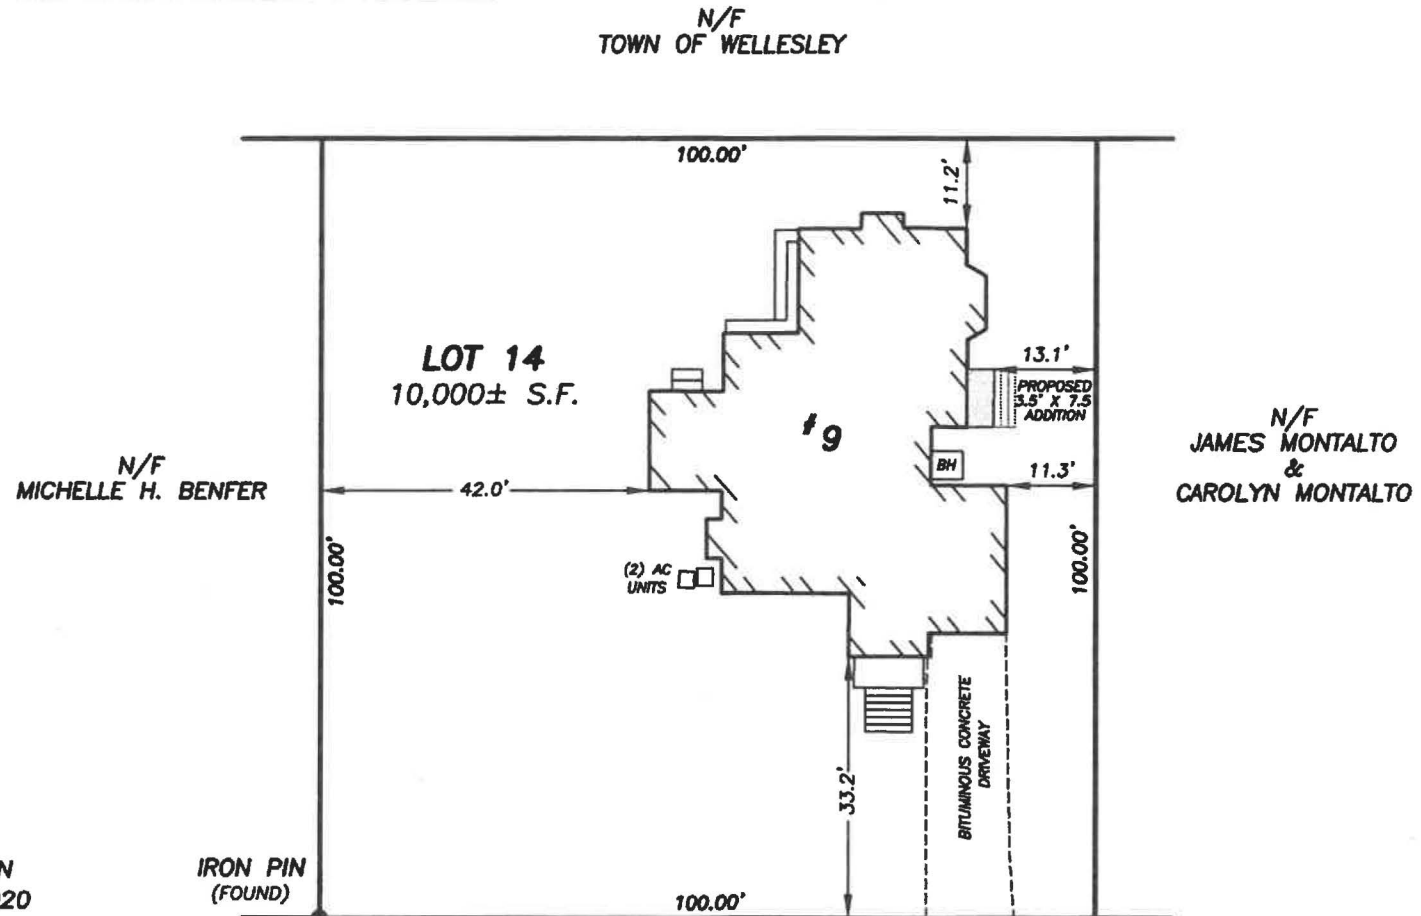 N/F
TOWN OF WELLESLEY
100.00'
11.2'
LOT 14
10,000± S.F.
13.1'
PROPOSED
3.5' X 7.5
ADDITION
#9
N/F
JAMES MONTALTO
&
CAROLYN MONTALTO
N/F
MICHELLE H. BENFER
42.0'
BH
11.3'
100.00'
(2) AC
UNITS
100.00'
BITUMINOUS CONCRETE
DRIVEWAY
33.2'
IRON PIN
(FOUND)
N
20
100.00'